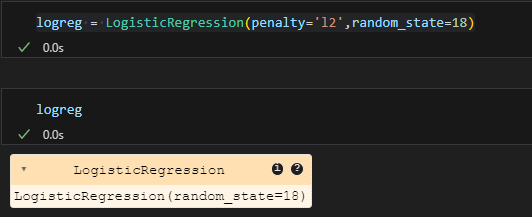 logreg = LogisticRegression(penalty='l2',random_state=18)
0.0s
logreg
0.0s
LogisticRegression i ?
LogisticRegression(random_state=18)